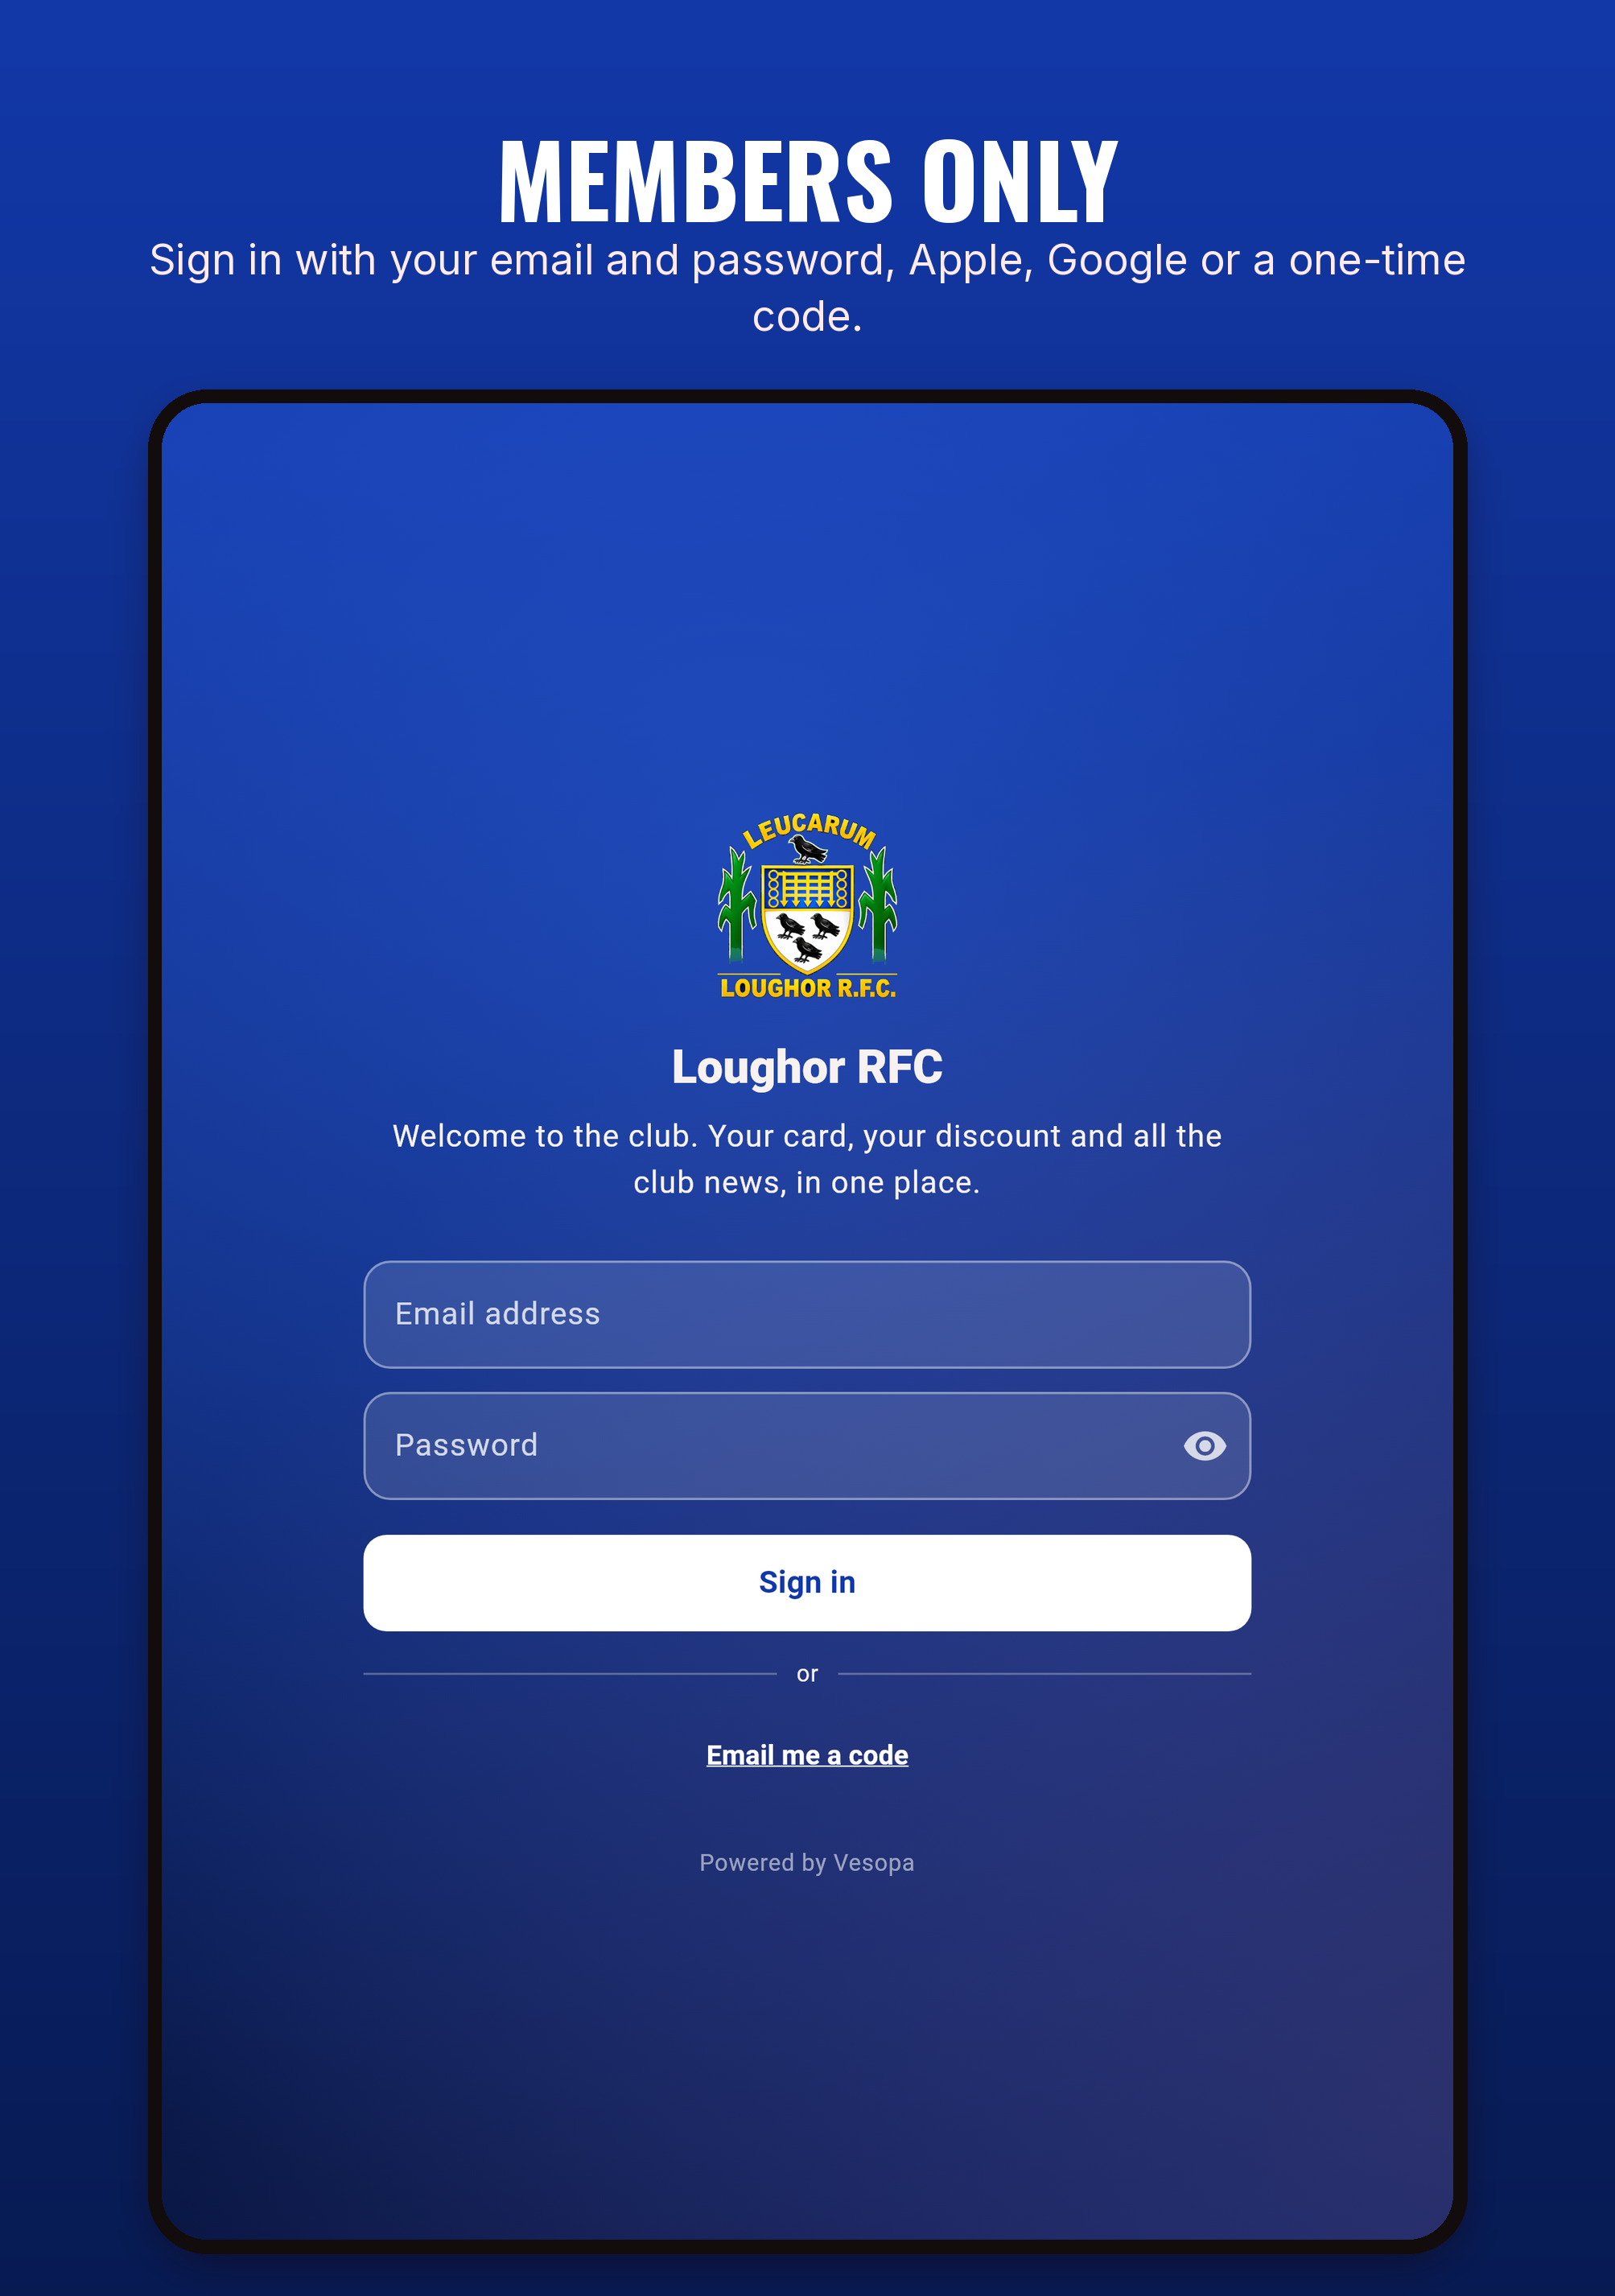 MEMBERS ONLY
Sign in with your email and password, Apple, Google or a one-time
code.
LEUCARUM
LOUGHOR R.F.C.
Loughor RFC
Welcome to the club. Your card, your discount and all the
club news, in one place.
Email address
Password
Sign in
or
Email me a code
Powered by Vesopa